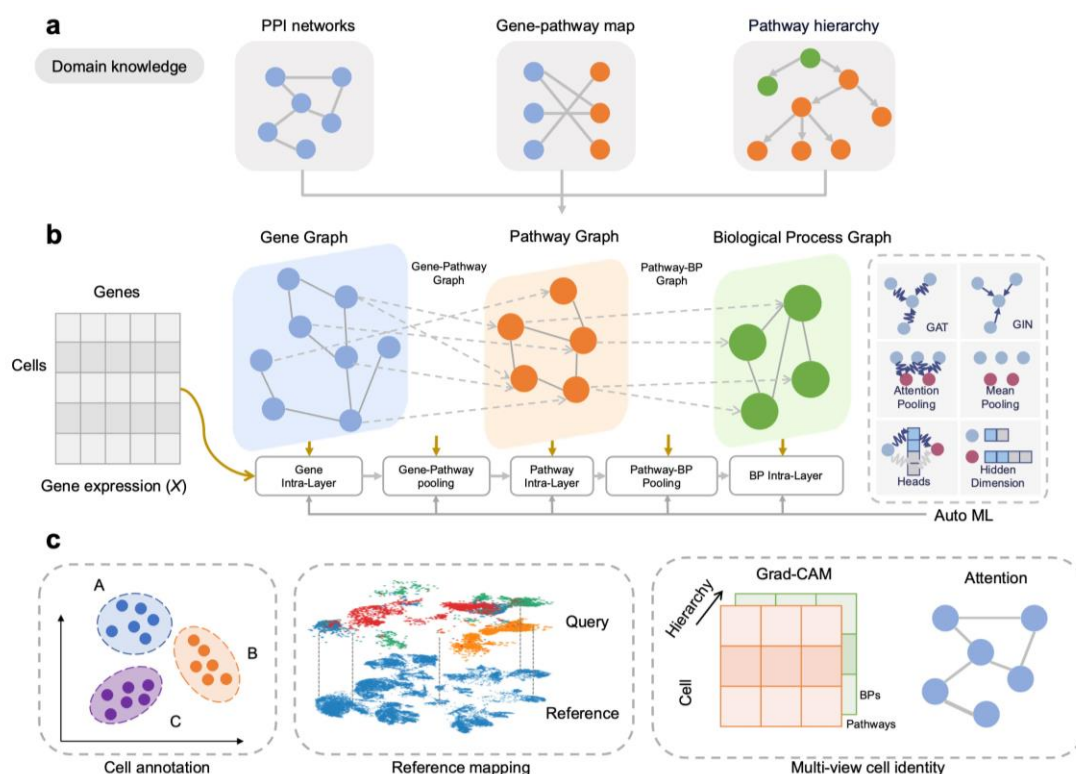 a
PPI networks
Gene-pathway map
Pathway hierarchy
Domain knowledge
b
Gene Graph
Pathway Graph
Biological Process Graph
Gene-Pathway
Graph
Pathway-BP
Graph
Genes
Cells
Gene expression (X)
GAT
GIN
Attention
Pooling
Mean
Pooling
Heads
Hidden
Dimension
Gene
Intra-Layer
Gene-Pathway
pooling
Pathway
Intra-Layer
Pathway-BP
Pooling
BP Intra-Layer
Auto ML
c
A
B
C
Cell annotation
Query
Reference
Reference mapping
Grad-CAM
Attention
Hierarchy
Cell
BPs
Pathways
Multi-view cell identity